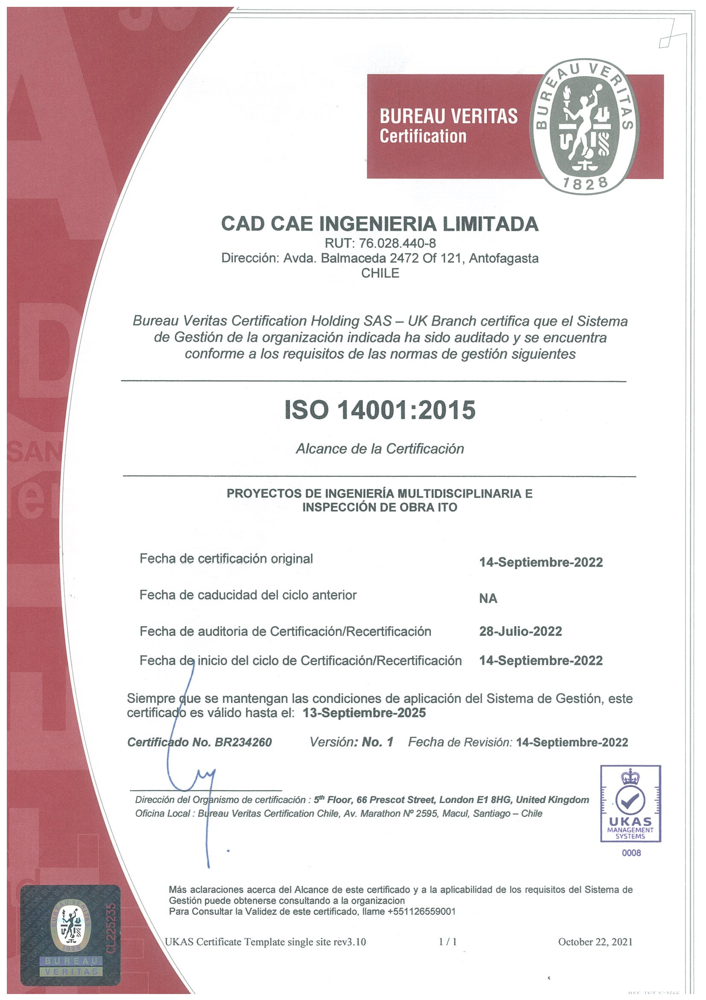 BUREAU VERITAS
Certification
BUREAU VERITAS
1828
CAD CAE INGENIERIA LIMITADA
RUT: 76.028.440-8
Dirección: Avda. Balmaceda 2472 Of 121, Antofagasta
CHILE
Bureau Veritas Certification Holding SAS – UK Branch certifica que el Sistema
de Gestión de la organización indicada ha sido auditado y se encuentra
conforme a los requisitos de las normas de gestión siguientes
ISO 14001:2015
Alcance de la Certificación
PROYECTOS DE INGENIERÍA MULTIDISCIPLINARIA E
INSPECCIÓN DE OBRA ITO
Fecha de certificación original 14-Septiembre-2022
Fecha de caducidad del ciclo anterior NA
Fecha de auditoria de Certificación/Recertificación 28-Julio-2022
Fecha de inicio del ciclo de Certificación/Recertificación 14-Septiembre-2022
Siempre que se mantengan las condiciones de aplicación del Sistema de Gestión, este
certificado es válido hasta el: 13-Septiembre-2025
Certificado No. BR234260 Versión: No. 1 Fecha de Revisión: 14-Septiembre-2022
Dirección del Organismo de certificación : 5th Floor, 66 Prescot Street, London E1 8HG, United Kingdom
Oficina Local : Bureau Veritas Certification Chile, Av. Marathon Nº 2595, Macul, Santiago – Chile
UKAS
MANAGEMENT
SYSTEMS
0008
Más aclaraciones acerca del Alcance de este certificado y a la aplicabilidad de los requisitos del Sistema de
Gestión puede obtenerse consultando a la organizacion
Para Consultar la Validez de este certificado, llame +551126559001
UKAS Certificate Template single site rev3.10 1 / 1 October 22, 2021
BUREAU VERITAS
1828
BUREAU
VERITAS
CL225235